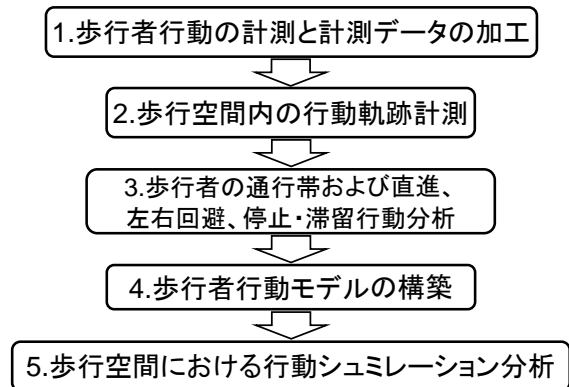 1.歩行者行動の計測と計測データの加工
2.歩行空間内の行動軌跡計測
3.歩行者の通行帯および直進、
左右回避、停止・滞留行動分析
4.歩行者行動モデルの構築
5.歩行空間における行動シュミレーション分析